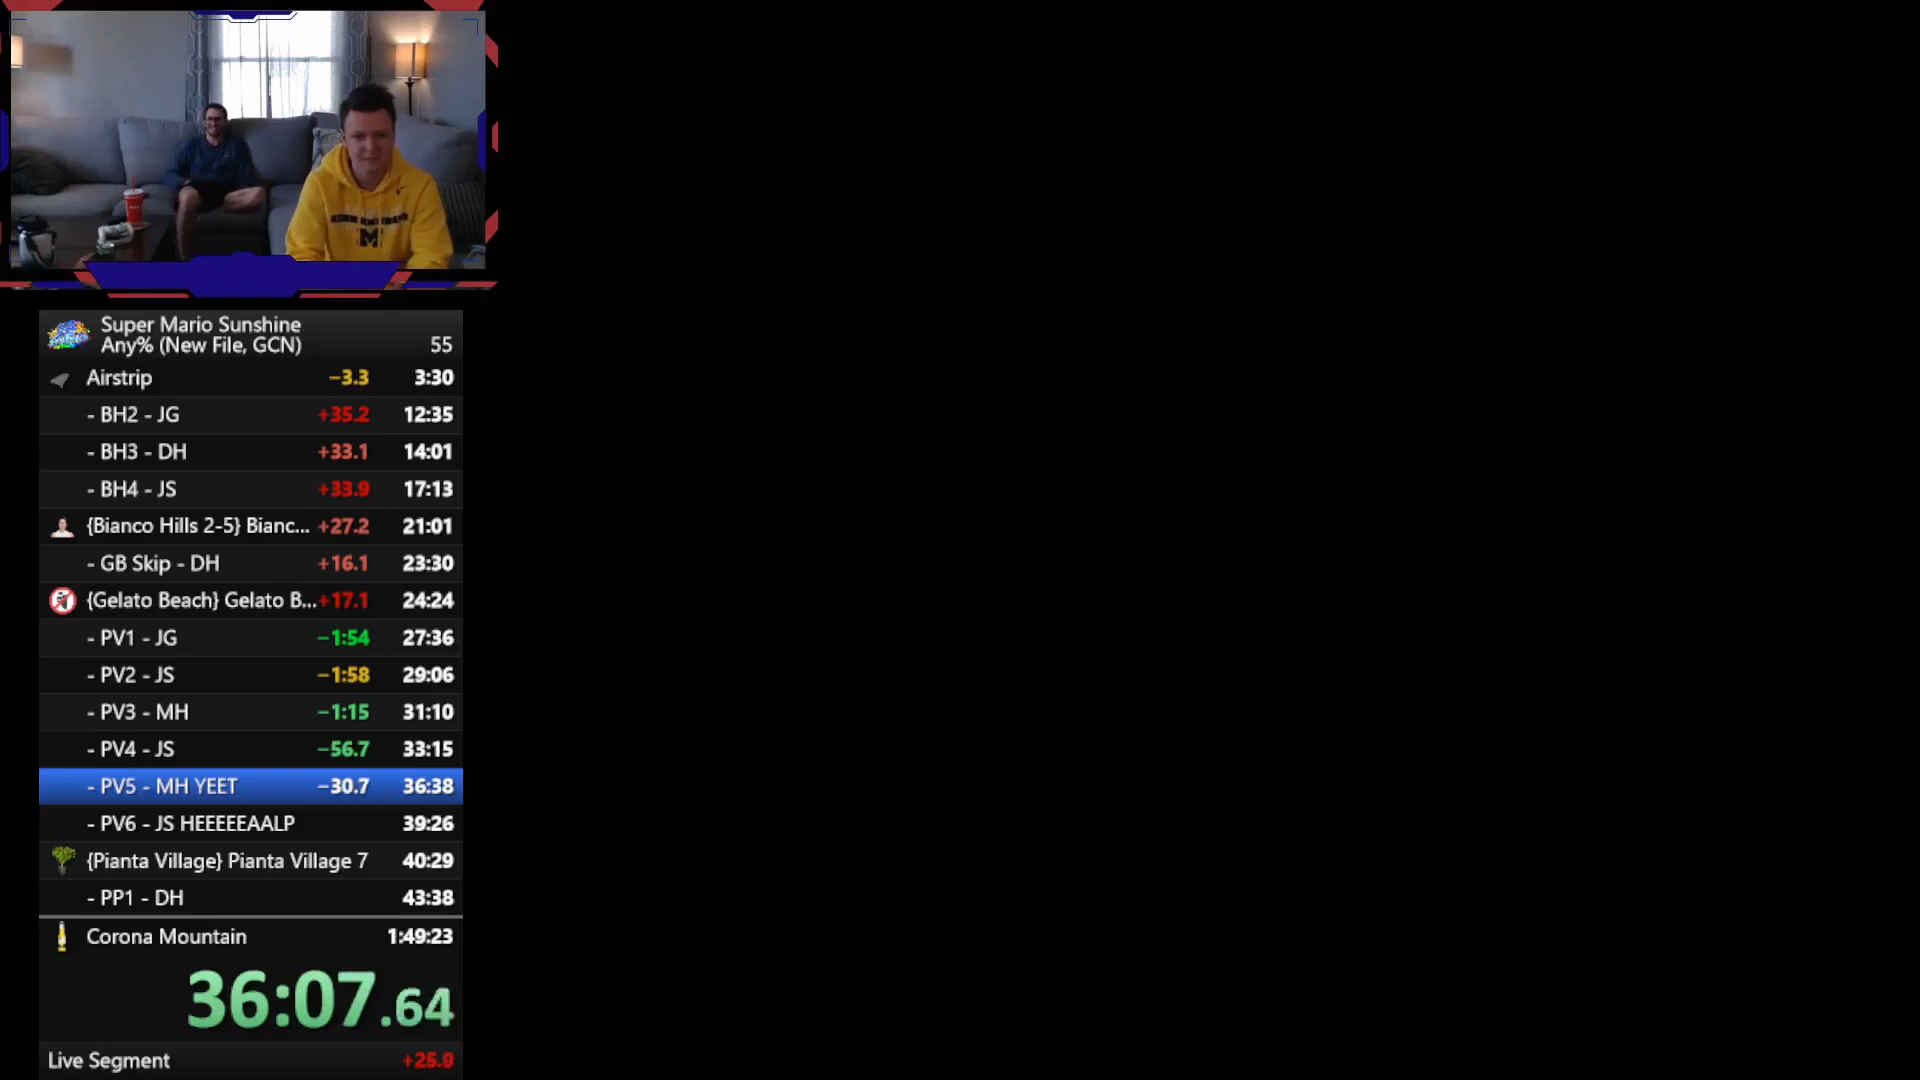 Super Mario Sunshine
Any% (New File, GCN) 55
Airstrip −3.3 3:30
- BH2 - JG +35.2 12:35
- BH3 - DH +33.1 14:01
- BH4 - JS +33.9 17:13
{Bianco Hills 2-5} Bianc... +27.2 21:01
- GB Skip - DH +16.1 23:30
{Gelato Beach} Gelato B... +17.1 24:24
- PV1 - JG −1:54 27:36
- PV2 - JS −1:58 29:06
- PV3 - MH −1:15 31:10
- PV4 - JS −56.7 33:15
- PV5 - MH YEET −30.7 36:38
- PV6 - JS HEEEEEAALP 39:26
{Pianta Village} Pianta Village 7 40:29
- PP1 - DH 43:38
Corona Mountain 1:49:23
36:07.64
Live Segment +25.0
M